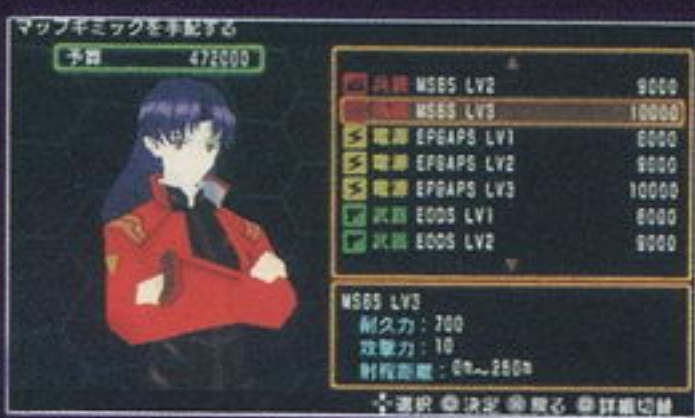 マップギミックを手配する
予算 472000
兵器 MSBS LV2 9000
兵器 MSBS LV3 10000
電源 EPGAPS LV1 6000
電源 EPGAPS LV2 9000
電源 EPGAPS LV3 10000
武器 EODS LV1 6000
武器 EODS LV2 9000
MSBS LV3
耐久力:700
攻撃力:10
射程距離:0m〜250m
選択 決定 戻る 詳細切替